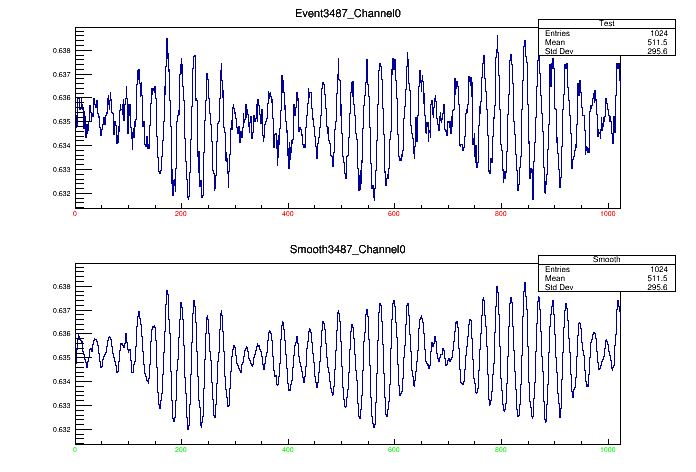 Event3487_Channel0
Test
Entries 1024
Mean 511.5
Std Dev 295.6
0.638
0.637
0.636
0.635
0.634
0.633
0.632
0 200 400 600 800 1000
Smooth3487_Channel0
Smooth
Entries 1024
Mean 511.5
Std Dev 295.6
0.638
0.637
0.636
0.635
0.634
0.633
0.632
0 200 400 600 800 1000